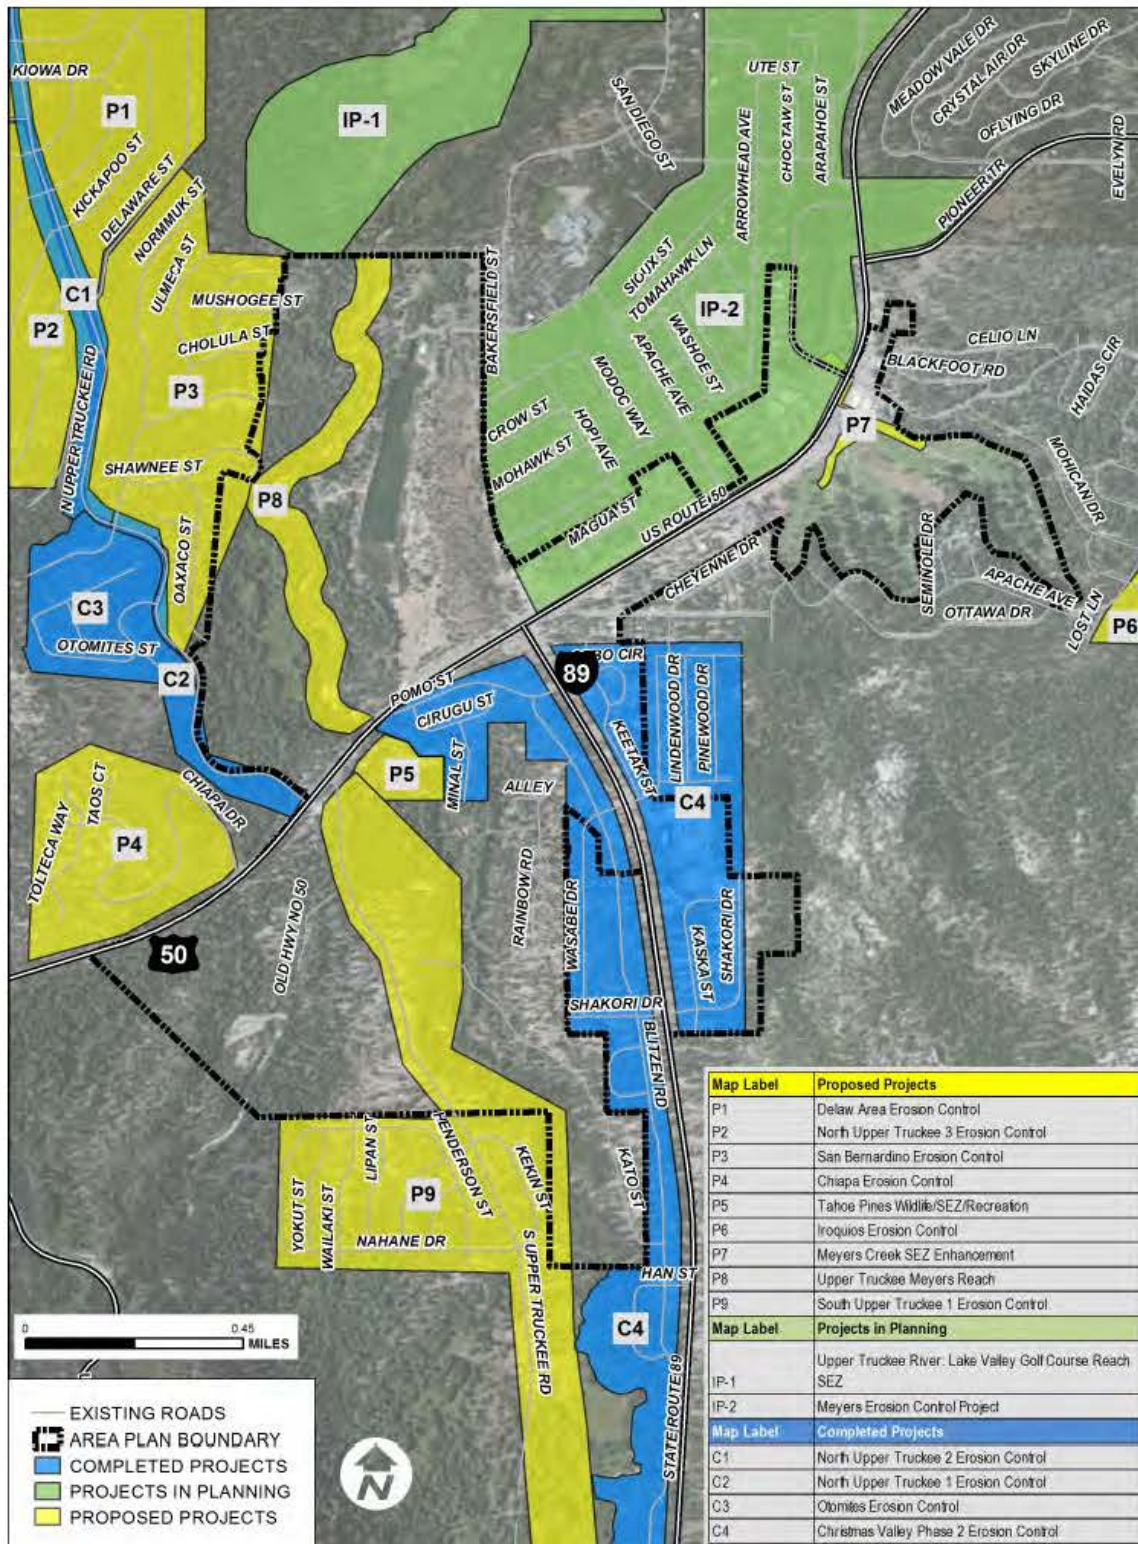 KIOWA DR
P1
KICKAPOO ST
DELAWARE ST
NORMMUK ST
ULMECA ST
MUSHOGEE ST
CHOLULA ST
C1
P2
P3
N UPPER TRUCKEE RD
SHAWNEE ST
OAXACO ST
P8
C3
OTOMITES ST
C2
CHIAPA DR
TAOS CT
TOLTECA WAY
P4
50
OLD HWY NO 50
IP-1
SAN DIEGO ST
BAKERSFIELD ST
UTE ST
ARROWHEAD AVE
CHOCTAW ST
ARAPAHOE ST
SIOUX ST
TOMAHAWK LN
IP-2
WASHOE ST
APACHE AVE
MODOC WAY
HOPI AVE
CROW ST
MOHAWK ST
MAGUA ST
US ROUTE 50
MEADOW VALE DR
CRYSTAL AIR DR
SKYLINE DR
OFLYING DR
EVELYN RD
PIONEER TR
CELIO LN
BLACKFOOT RD
HAIDAS CIR
P7
MOHICAN DR
CHEYENNE DR
SEMINOLE DR
APACHE AVE
OTTAWA DR
LOST LN
P6
POMO ST
CIRUGU ST
MINAL ST
P5
89
BO CIR
KEETAK ST
LINDENWOOD DR
PINEWOOD DR
C4
ALLEY
RAINBOW RD
WASABE DR
KASKA ST
SHAKORI DR
SHAKORI DR
BLITZEN RD
KATO ST
HAN ST
C4
STATE ROUTE 89
LIPAN ST
PENDERSON ST
KEKIN ST
YOKUT ST
WAILAKI ST
P9
NAHANE DR
S UPPER TRUCKEE RD
0 0.45
MILES
EXISTING ROADS
AREA PLAN BOUNDARY
COMPLETED PROJECTS
PROJECTS IN PLANNING
PROPOSED PROJECTS
N
Map Label Proposed Projects
P1 Delaw Area Erosion Control
P2 North Upper Truckee 3 Erosion Control
P3 San Bernardino Erosion Control
P4 Chiapa Erosion Control
P5 Tahoe Pines Wildlife/SEZ/Recreation
P6 Iroquios Erosion Control
P7 Meyers Creek SEZ Enhancement
P8 Upper Truckee Meyers Reach
P9 South Upper Truckee 1 Erosion Control
Map Label Projects in Planning
IP-1 Upper Truckee River: Lake Valley Golf Course Reach
SEZ
IP-2 Meyers Erosion Control Project
Map Label Completed Projects
C1 North Upper Truckee 2 Erosion Control
C2 North Upper Truckee 1 Erosion Control
C3 Otomites Erosion Control
C4 Christmas Valley Phase 2 Erosion Control